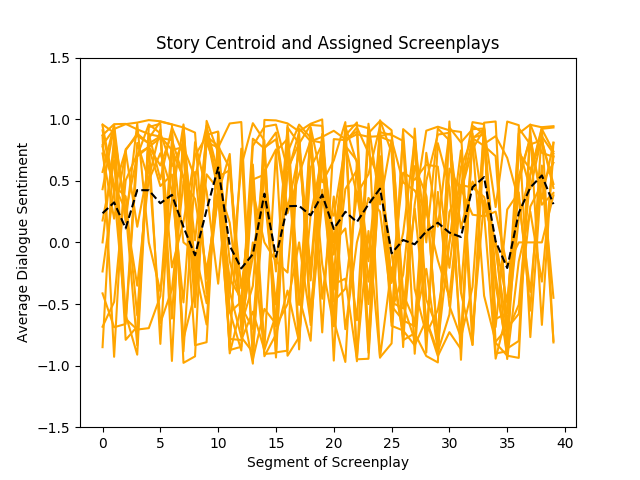 Story Centroid and Assigned Screenplays
1.5
1.0
0.5
0.0
−0.5
−1.0
−1.5
Average Dialogue Sentiment
0 5 10 15 20 25 30 35 40
Segment of Screenplay